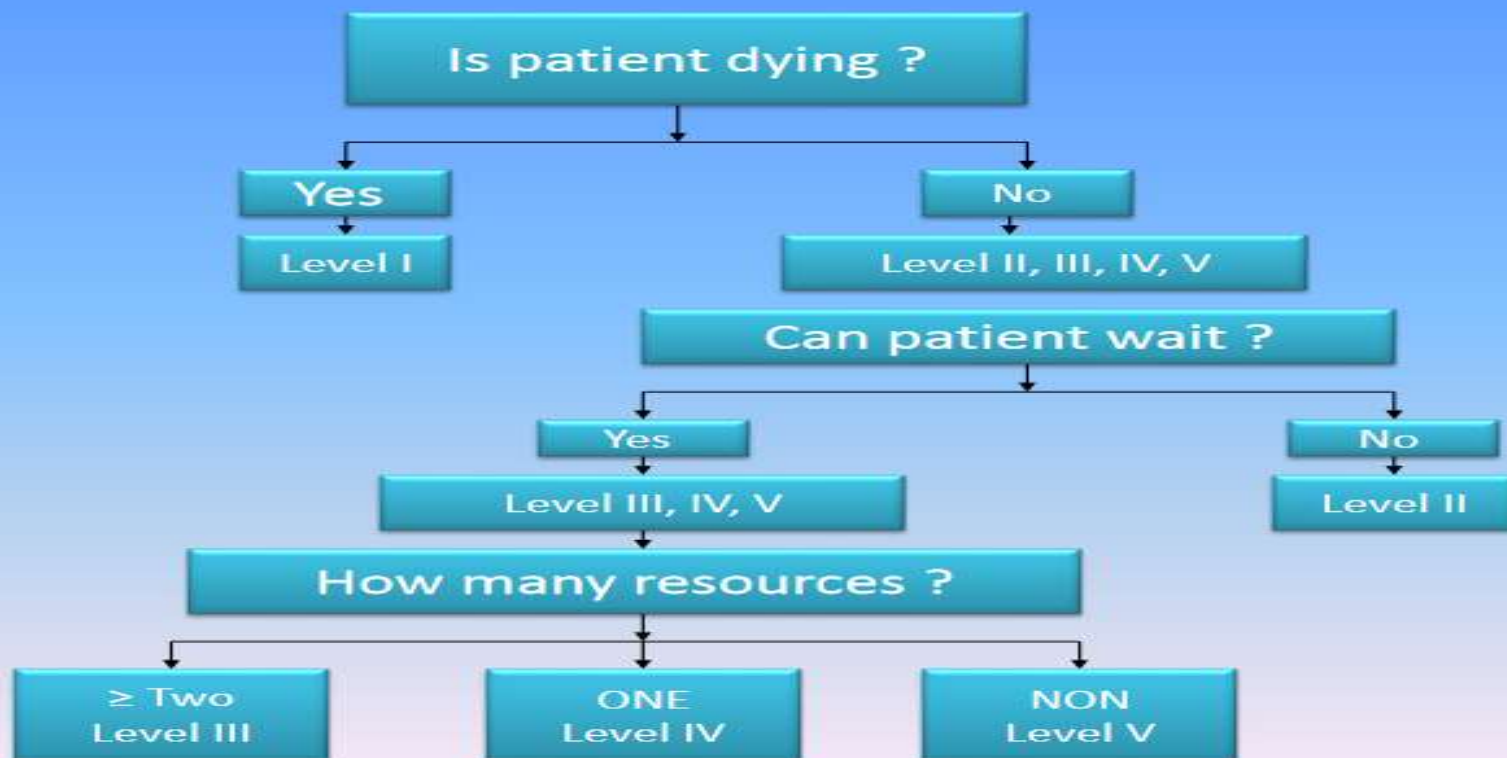 Is patient dying ?
Yes
No
Level I
Level II, III, IV, V
Can patient wait ?
Yes
No
Level III, IV, V
Level II
How many resources ?
≥ Two
Level III
ONE
Level IV
NON
Level V